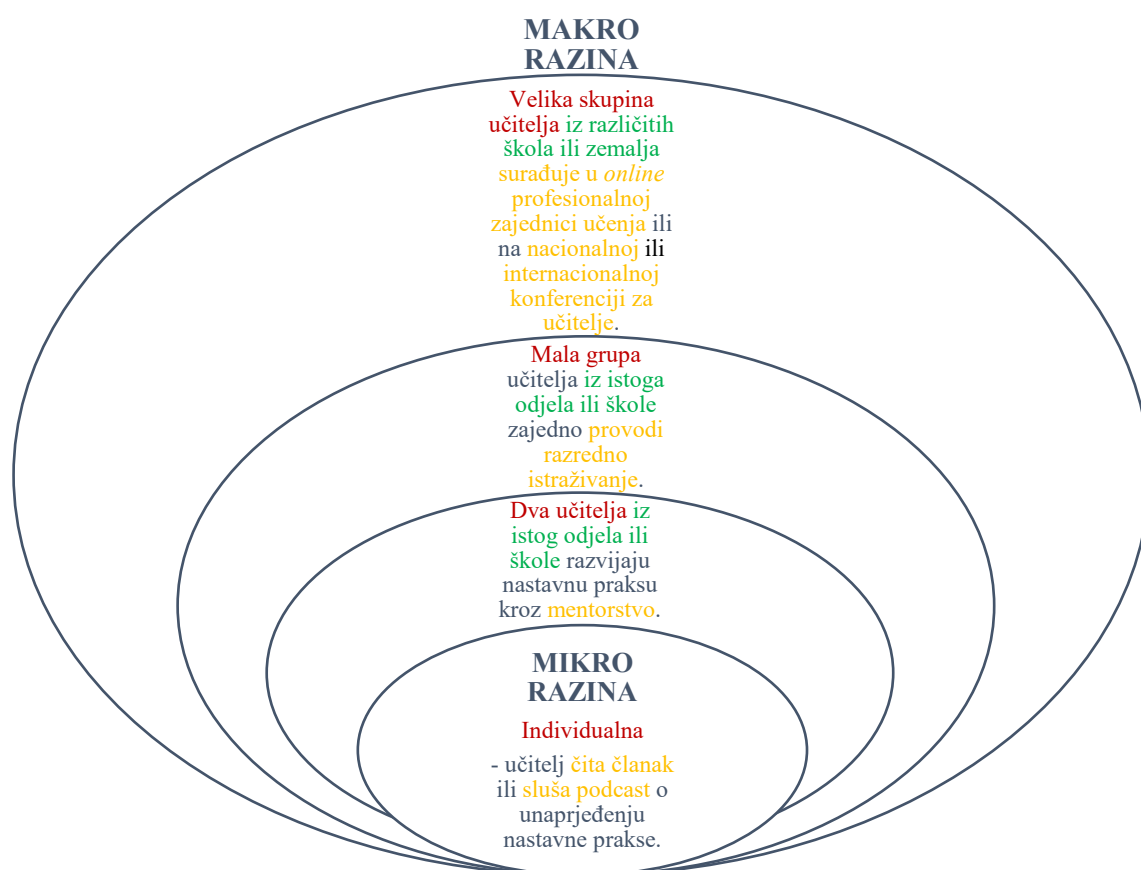 MAKRO
RAZINA
Velika skupina
učitelja iz različitih
škola ili zemalja
surađuje u online
profesionalnoj
zajednici učenja ili
na nacionalnoj ili
internacionalnoj
konferenciji za
učitelje.
Mala grupa
učitelja iz istoga
odjela ili škole
zajedno provodi
razredno
istraživanje.
Dva učitelja iz
istog odjela ili
škole razvijaju
nastavnu praksu
kroz mentorstvo.
MIKRO
RAZINA
Individualna
- učitelj čita članak
ili sluša podcast o
unaprjeđenju
nastavne prakse.